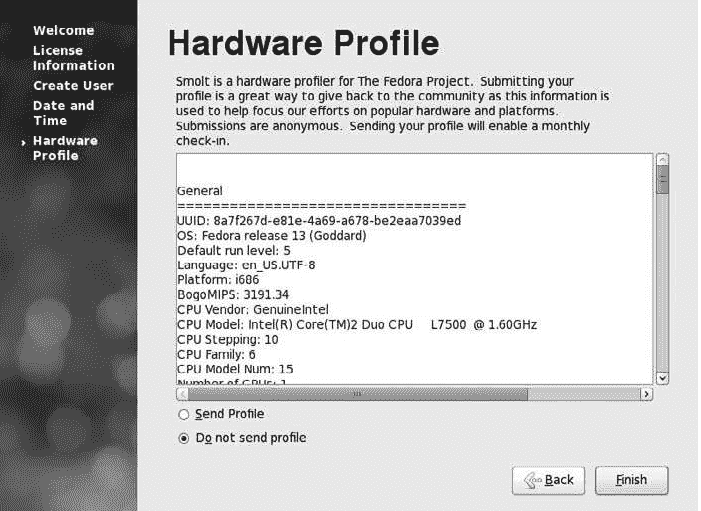 Welcome
License
Information
Create User
Date and
Time
Hardware
Profile
Hardware Profile
Smolt is a hardware profiler for The Fedora Project. Submitting your
profile is a great way to give back to the community as this information is
used to help focus our efforts on popular hardware and platforms.
Submissions are anonymous. Sending your profile will enable a monthly
check-in.
General
=================================
UUID: 8a7f267d-e81e-4a69-a678-be2eaa7039ed
OS: Fedora release 13 (Goddard)
Default run level: 5
Language: en_US.UTF-8
Platform: i686
BogoMIPS: 3191.34
CPU Vendor: GenuineIntel
CPU Model: Intel(R) Core(TM)2 Duo CPU     L7500  @ 1.60GHz
CPU Stepping: 10
CPU Family: 6
CPU Model Num: 15
Number of CPUs: 1
Send Profile
Do not send profile
Back
Finish